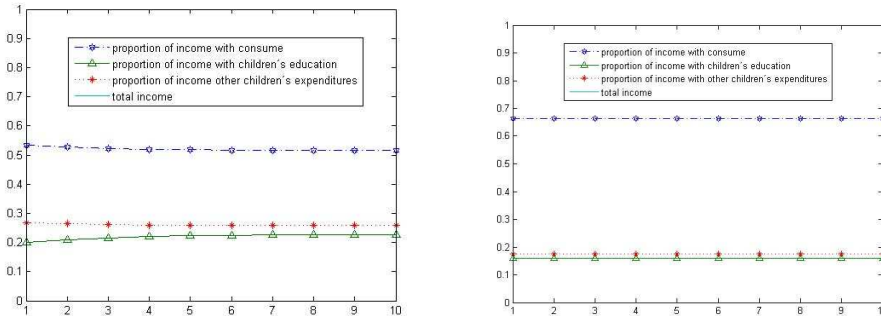 1
0.9
0.8
0.7
0.6
0.5
0.4
0.3
0.2
0.1
0
1 2 3 4 5 6 7 8 9 10
proportion of income with consume
proportion of income with children´s education
proportion of income other children´s expenditures
total income
1
0.9
0.8
0.7
0.6
0.5
0.4
0.3
0.2
0.1
0
1 2 3 4 5 6 7 8 9 1
proportion of income with consume
proportion of income with children´s education
proportion of income with other children´s expenditures
total income